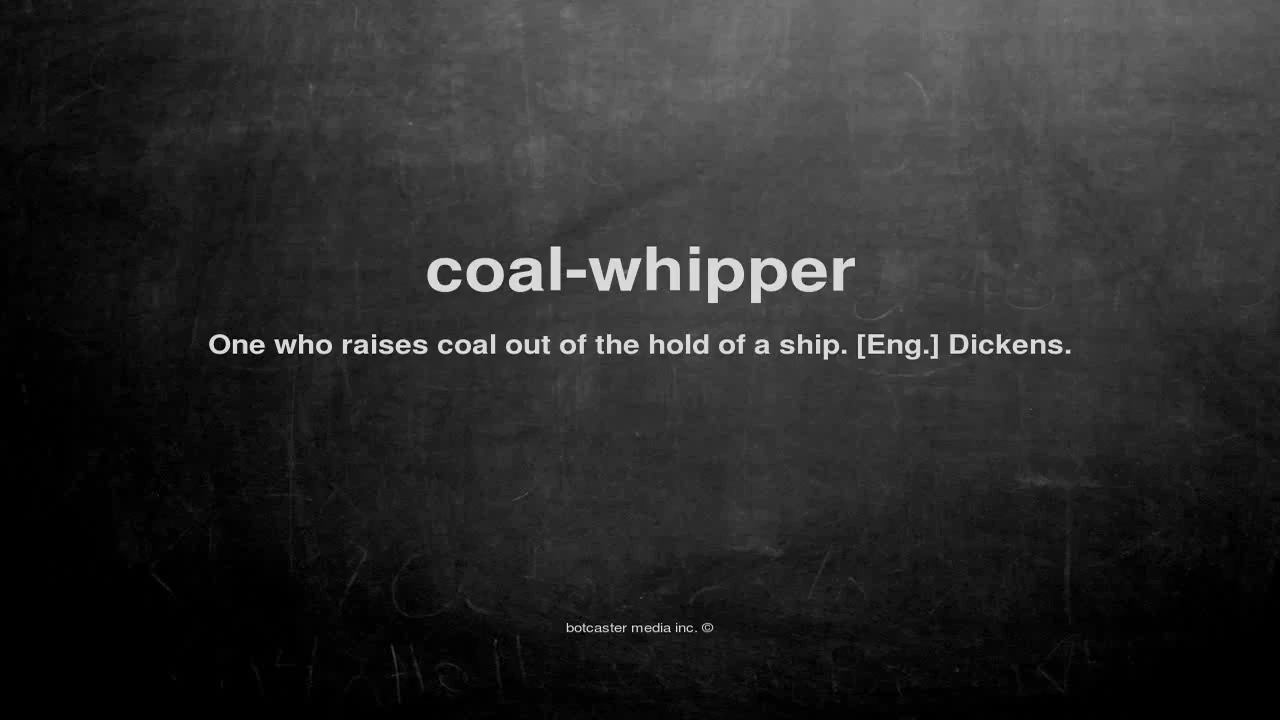 coal-whipper
One who raises coal out of the hold of a ship. [Eng.] Dickens.
botcaster media inc. ©